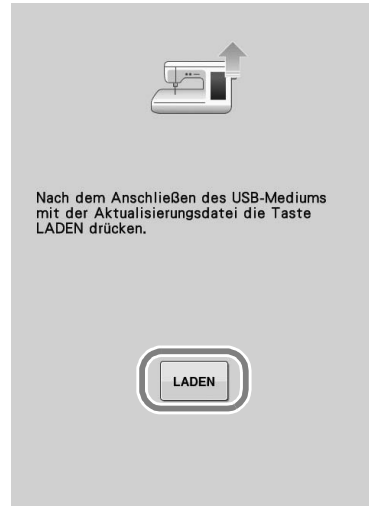 Nach dem Anschließen des USB-Mediums
mit der Aktualisierungsdatei die Taste
LADEN drücken.
LADEN